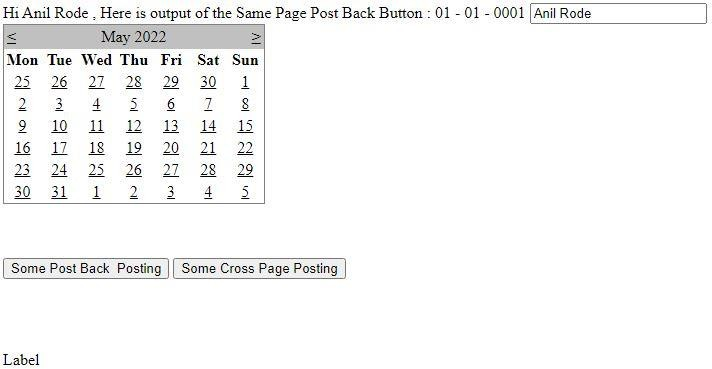 Hi Anil Rode , Here is output of the Same Page Post Back Button : 01 - 01 - 0001 Anil Rode
< May 2022 >
Mon Tue Wed Thu Fri Sat Sun
25 26 27 28 29 30 1
2 3 4 5 6 7 8
9 10 11 12 13 14 15
16 17 18 19 20 21 22
23 24 25 26 27 28 29
30 31 1 2 3 4 5
Some Post Back  Posting Some Cross Page Posting
Label